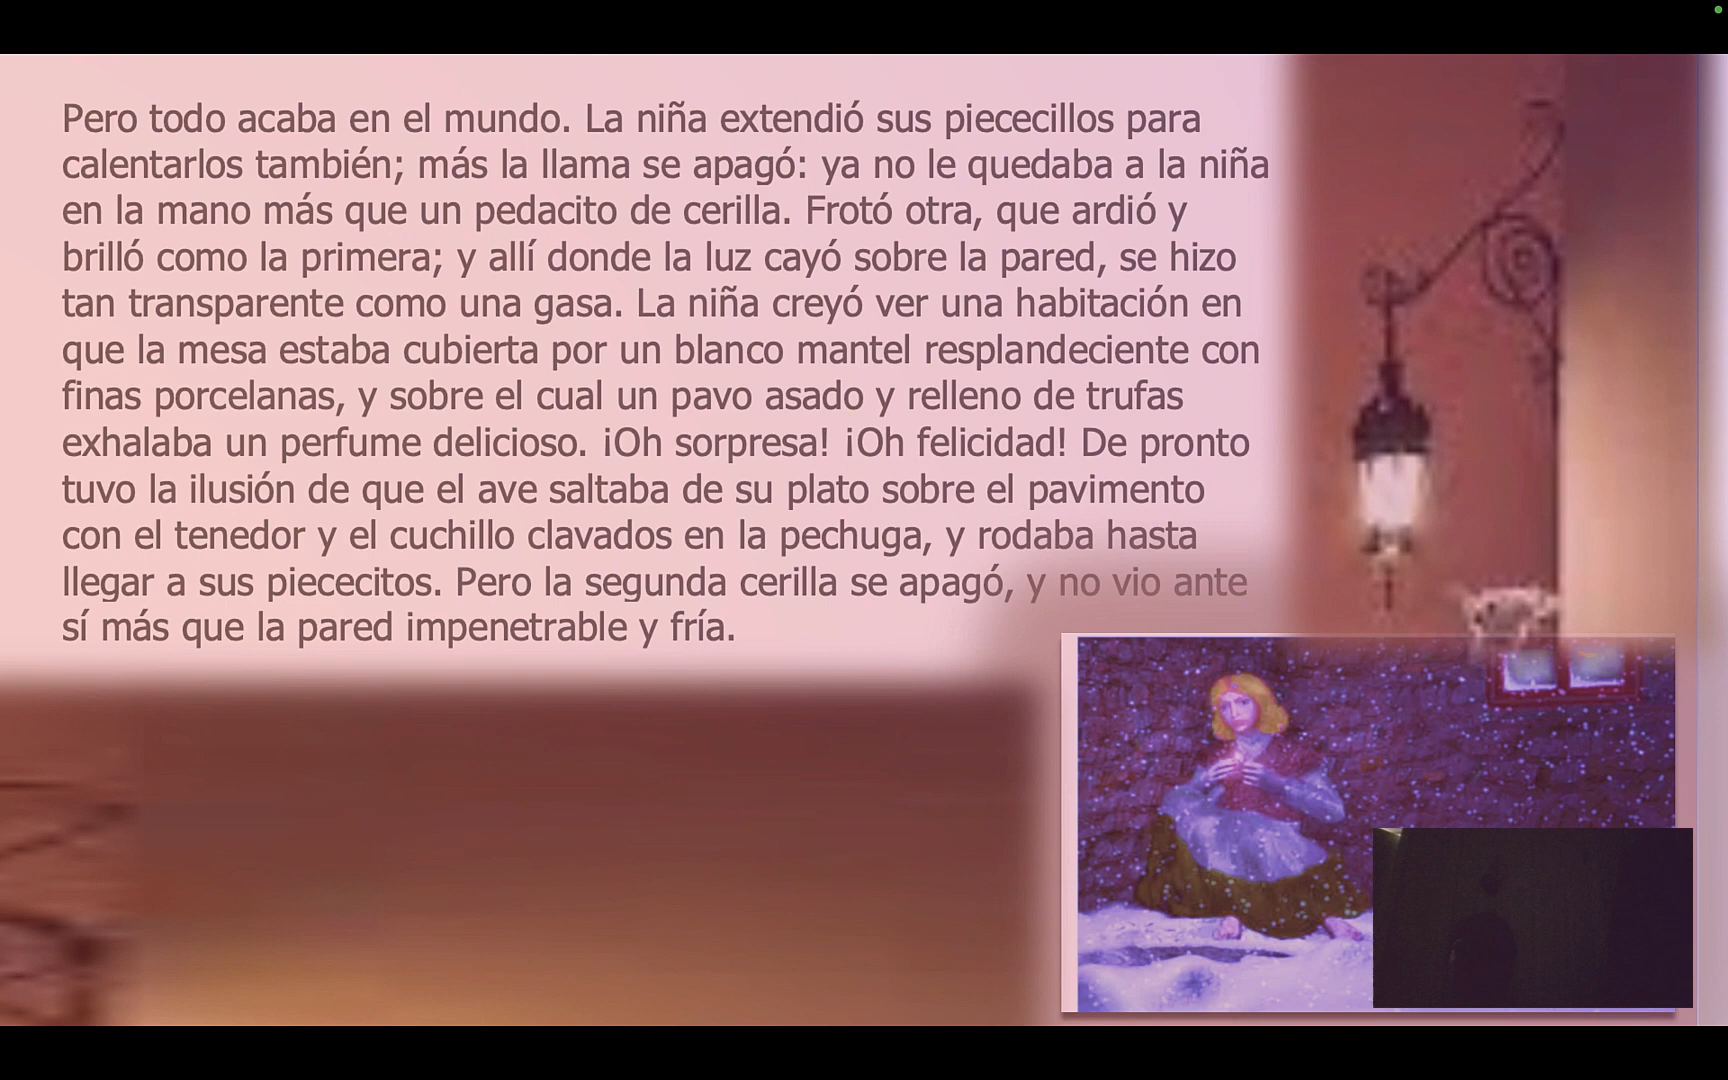 Pero todo acaba en el mundo. La niña extendió sus piececillos para
calentarlos también; más la llama se apagó: ya no le quedaba a la niña
en la mano más que un pedacito de cerilla. Frotó otra, que ardió y
brilló como la primera; y allí donde la luz cayó sobre la pared, se hizo
tan transparente como una gasa. La niña creyó ver una habitación en
que la mesa estaba cubierta por un blanco mantel resplandeciente con
finas porcelanas, y sobre el cual un pavo asado y relleno de trufas
exhalaba un perfume delicioso. ¡Oh sorpresa! ¡Oh felicidad! De pronto
tuvo la ilusión de que el ave saltaba de su plato sobre el pavimento
con el tenedor y el cuchillo clavados en la pechuga, y rodaba hasta
llegar a sus piececitos. Pero la segunda cerilla se apagó, y no vio ante
sí más que la pared impenetrable y fría.